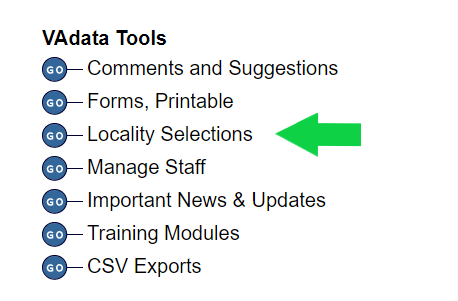 VAdata Tools
GO Comments and Suggestions
GO Forms, Printable
GO Locality Selections
GO Manage Staff
GO Important News & Updates
GO Training Modules
GO CSV Exports